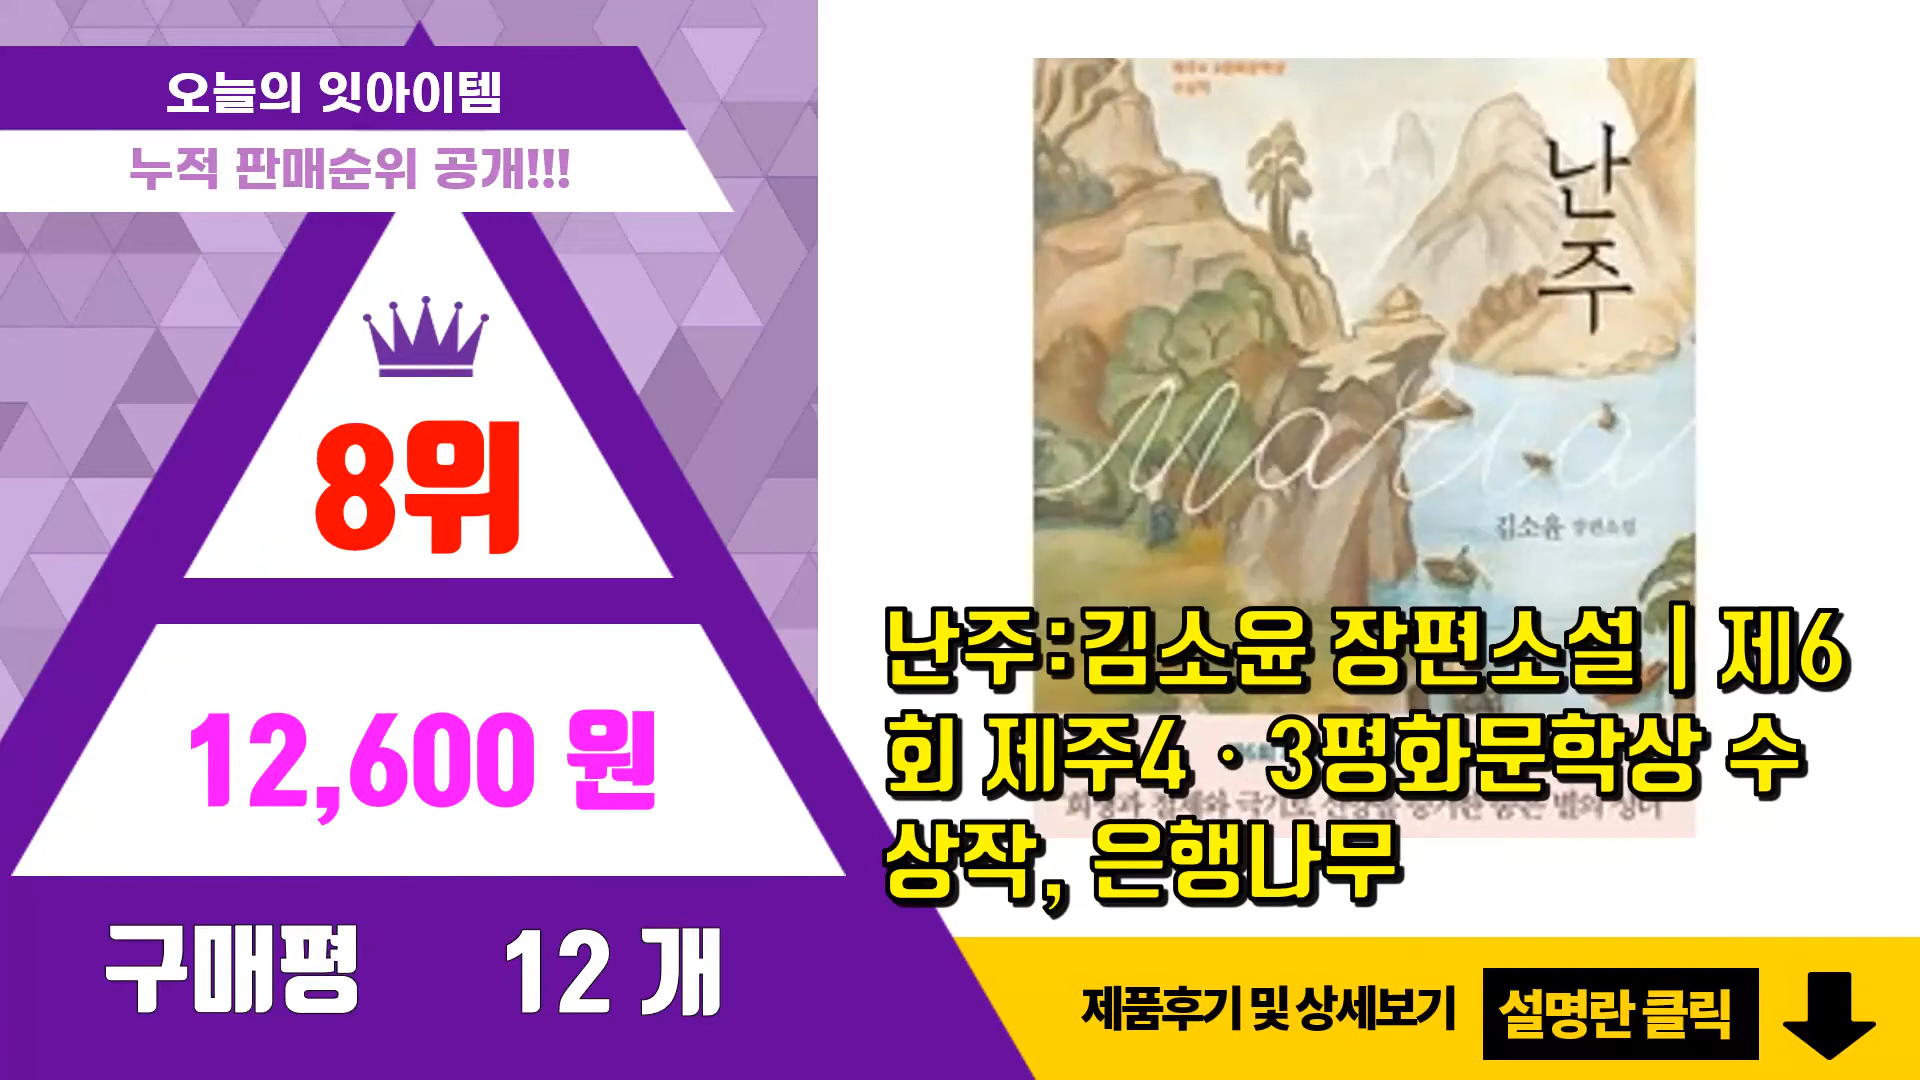 오늘의 잇아이템
누적 판매순위 공개!!!
8위
12,600 원
구매평 12 개
난주
Maria
김소윤 장편소설
난주:김소윤 장편소설 | 제6
회 제주4·3평화문학상 수
상작, 은행나무
제품후기 및 상세보기
설명란 클릭